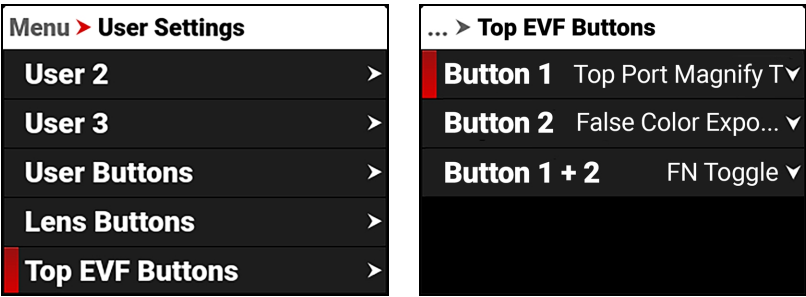 Menu ➤ User Settings
User 2
User 3
User Buttons
Lens Buttons
Top EVF Buttons
... ➤ Top EVF Buttons
Button 1 Top Port Magnify T
Button 2 False Color Expo...
Button 1 + 2 FN Toggle